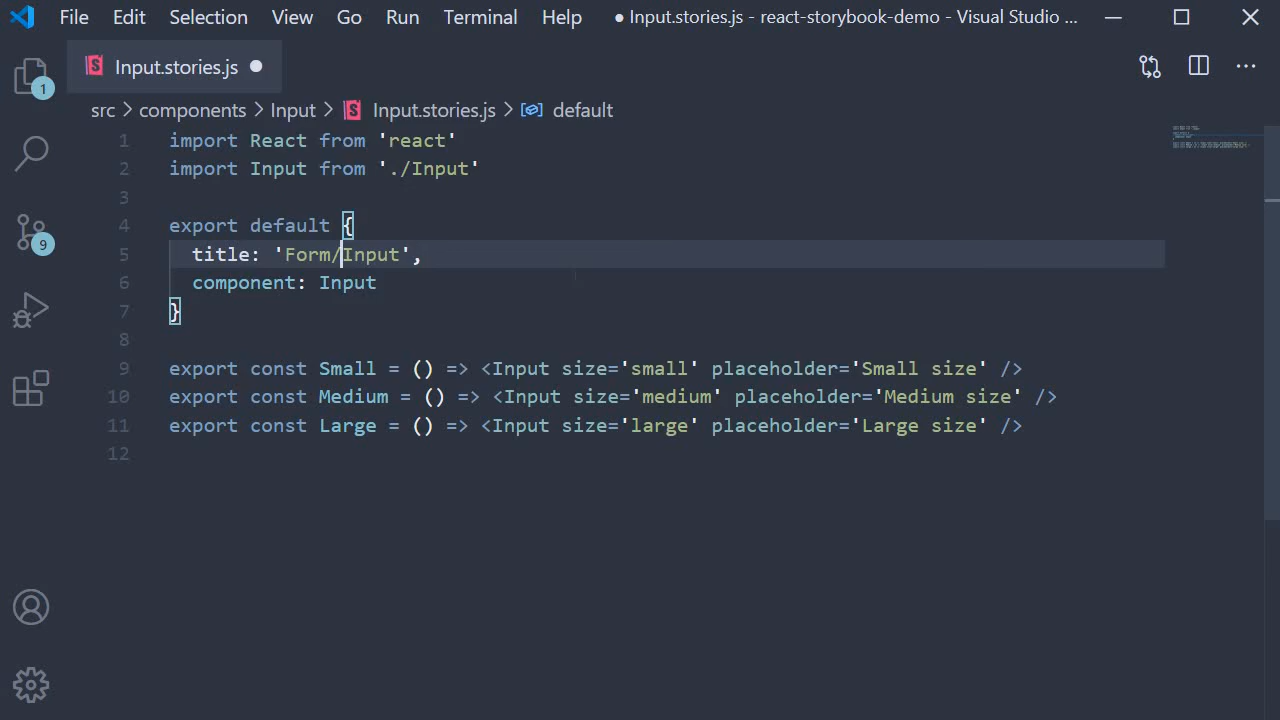 File Edit Selection View Go Run Terminal Help ● Input.stories.js - react-storybook-demo - Visual Studio ...
Input.stories.js ●
src > components > Input > Input.stories.js > default
1 import React from 'react'
2 import Input from './Input'
3
4 export default {
5   title: 'Form/Input',
6   component: Input
7 }
8
9 export const Small = () => <Input size='small' placeholder='Small size' />
10 export const Medium = () => <Input size='medium' placeholder='Medium size' />
11 export const Large = () => <Input size='large' placeholder='Large size' />
12
1
9